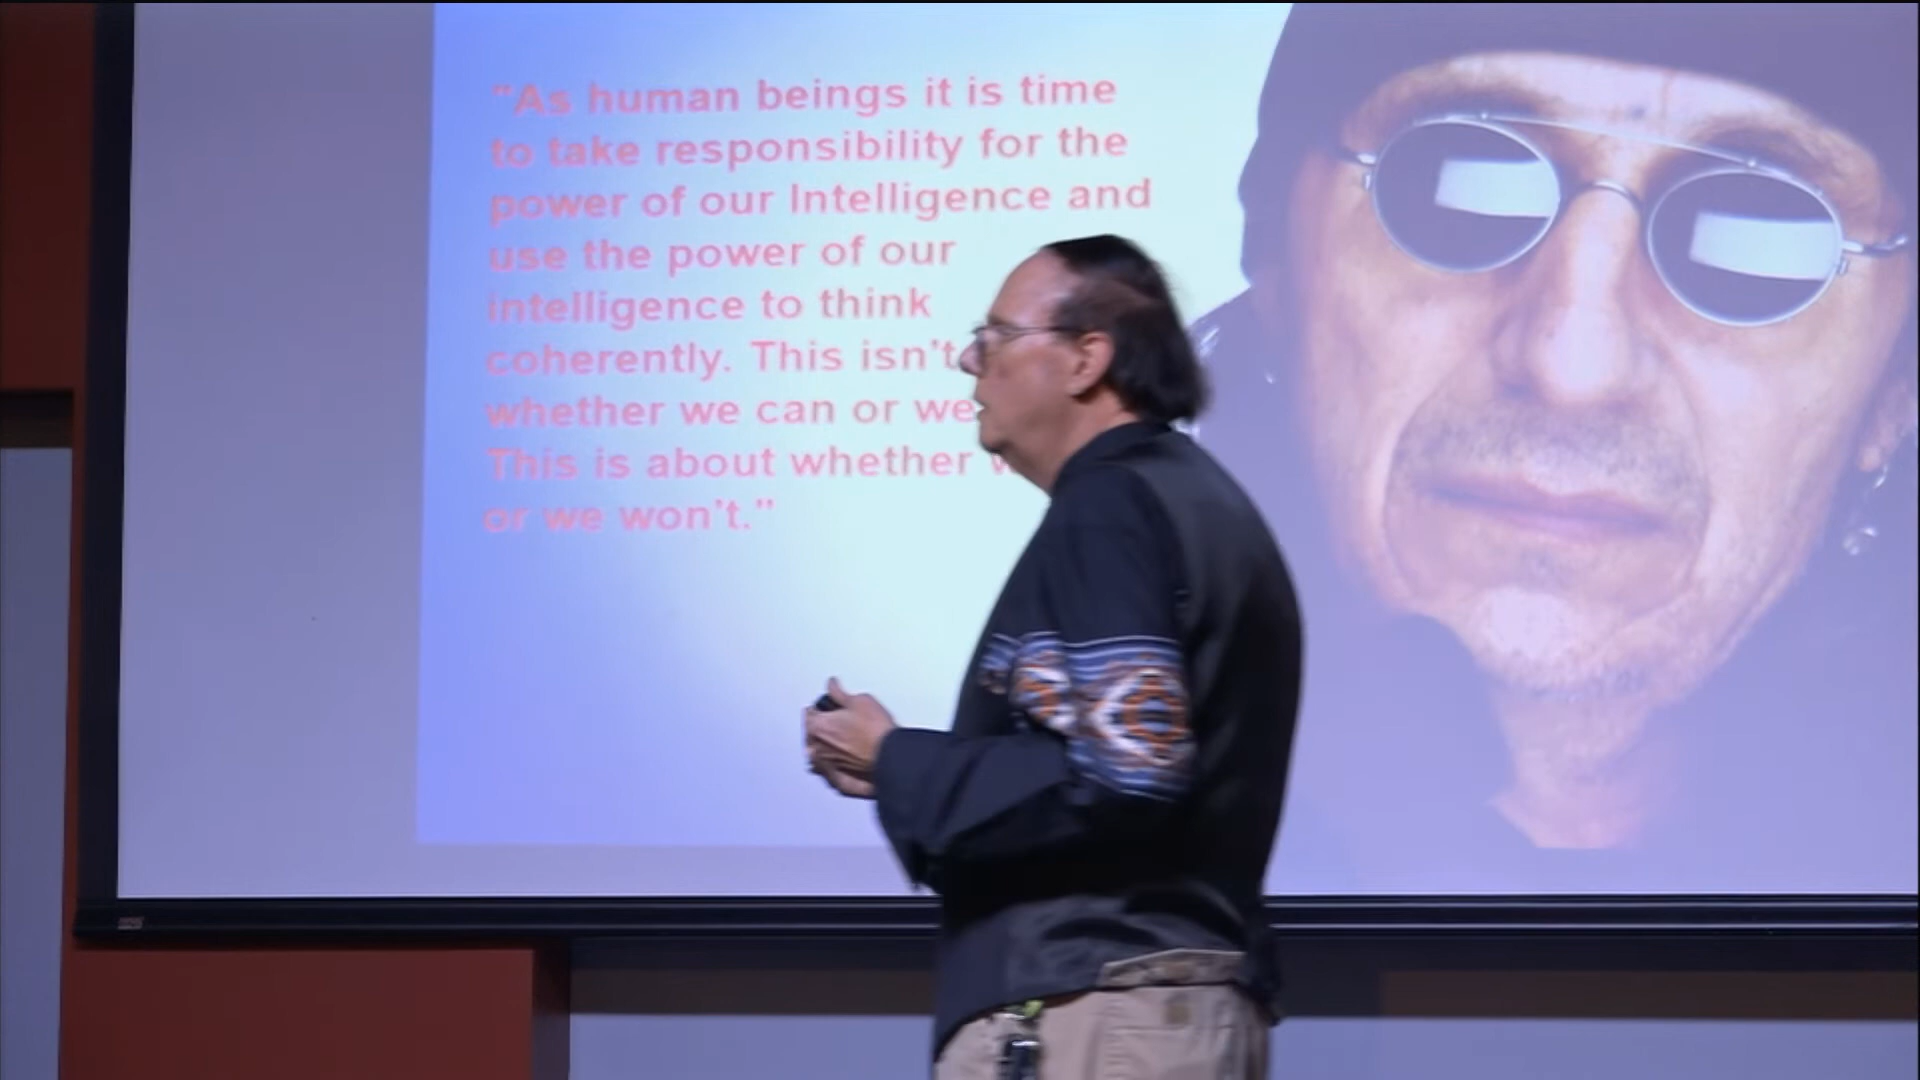 "As human beings it is time
to take responsibility for the
power of our Intelligence and
use the power of our
intelligence to think
coherently. This isn't
whether we can or we
This is about whether
or we won't."